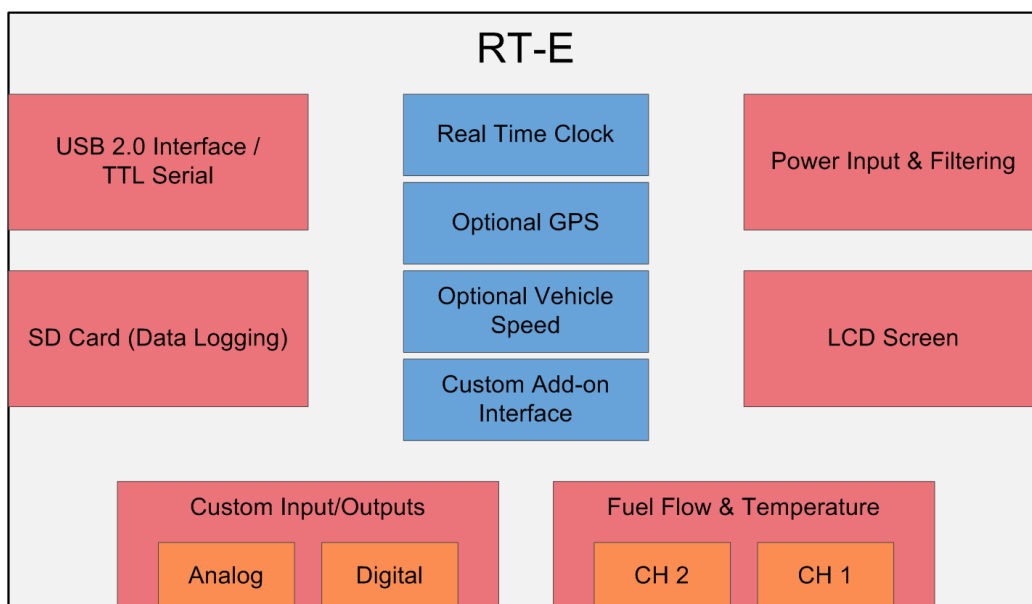 RT-E
USB 2.0 Interface /
TTL Serial
Real Time Clock
Power Input & Filtering
Optional GPS
SD Card (Data Logging)
Optional Vehicle
Speed
LCD Screen
Custom Add-on
Interface
Custom Input/Outputs
Analog
Digital
Fuel Flow & Temperature
CH 2
CH 1